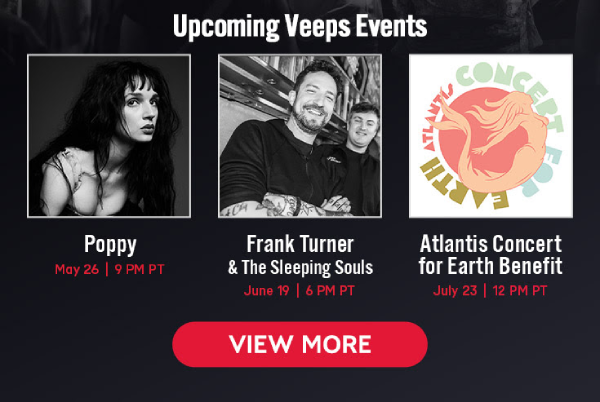 Upcoming Veeps Events
ATLANTIS
CONCEPT
FOR
EARTH
Poppy
May 26 | 9 PM PT
Frank Turner
& The Sleeping Souls
June 19 | 6 PM PT
Atlantis Concert
for Earth Benefit
July 23 | 12 PM PT
VIEW MORE